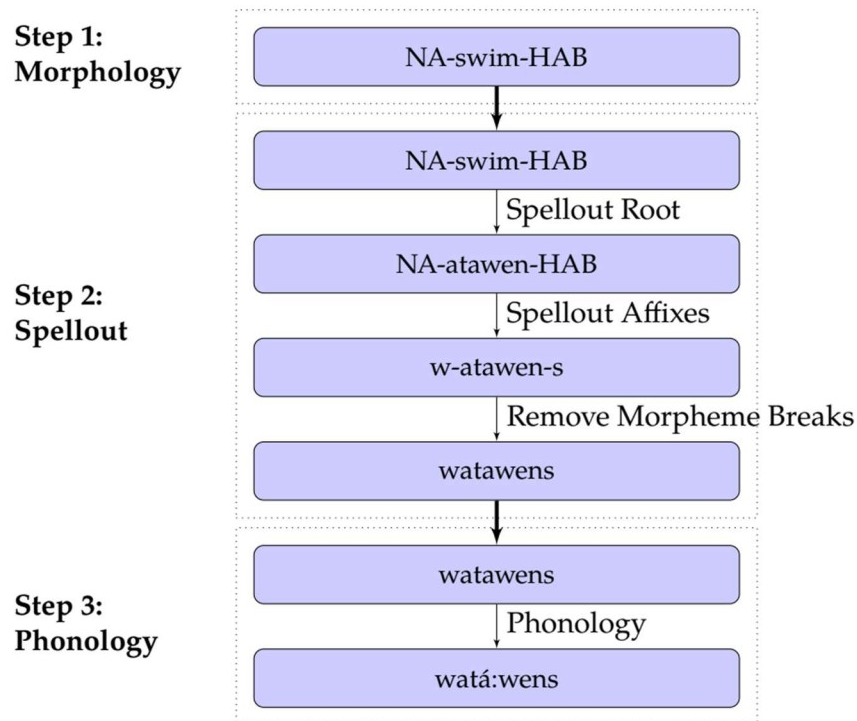 Step 1:
Morphology
NA-swim-HAB
Step 2:
Spellout
NA-swim-HAB
Spellout Root
NA-atawen-HAB
Spellout Affixes
w-atawen-s
Remove Morpheme Breaks
watawens
Step 3:
Phonology
watawens
Phonology
watá:wens